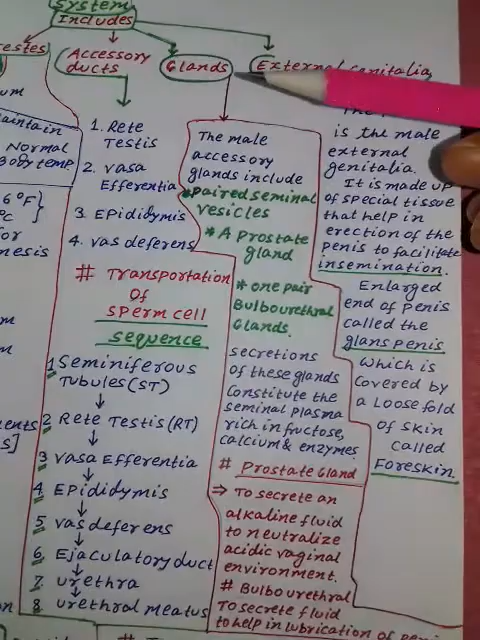 System
Includes
testes
Accessory
ducts
Glands
External genitalia
um
aintain
Normal
Body temp
6°F}
°C
for
nesis
m
m
ents
s]
on
1. Rete
Testis
2. Vasa
Efferentia
3. Epididymis
4. Vas deferens
# Transportation
of
sperm cell
sequence
1 Seminiferous
Tubules (ST)
↓
2 Rete Testis (RT)
↓
3 Vasa Efferentia
↓
4 Epididymis
↓
5 vas deferens
↓
6 Ejaculatory duct
↓
7 urethra
↓
8 urethral meatus
The male
accessory
glands include
* paired seminal
vesicles
* A Prostate
gland
* one pair
Bulbourethral
Glands.
secretions
of these glands
constitute the
seminal plasma
rich in fructose,
calcium & enzymes
# Prostate Gland
⇒ To secrete an
alkaline fluid
to neutralize
acidic vaginal
environment.
# Bulbourethral
To secrete fluid
to help in lubrication of
is the male
external
genitalia.
It is made up
of special tissue
that help in
erection of the
penis to facilitate
insemination.
Enlarged
end of penis
called the
glans penis
which is
covered by
a loose fold
of skin
called
Foreskin.